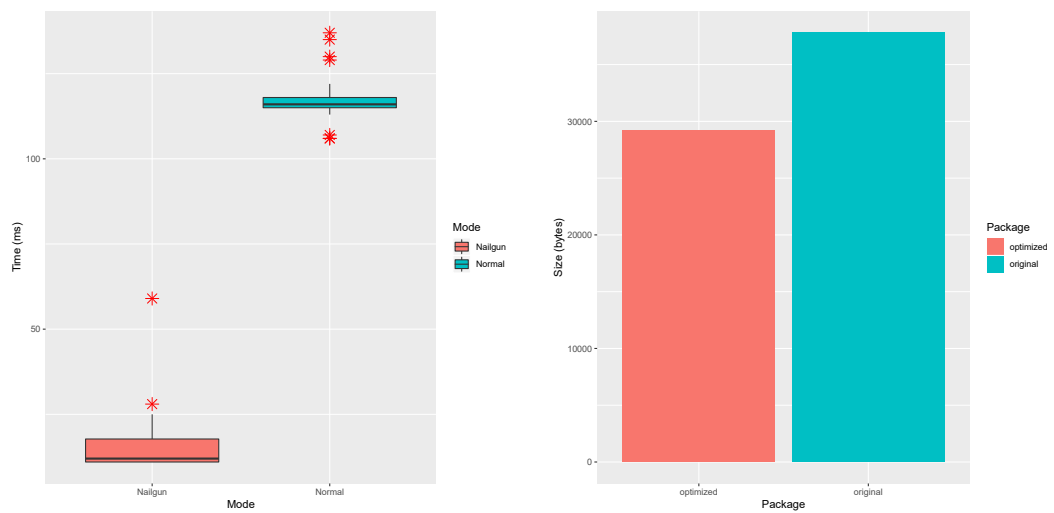 100
50
Time (ms)
Nailgun
Normal
Mode
Mode
Nailgun
Normal
30000
20000
10000
0
Size (bytes)
optimized
original
Package
Package
optimized
original